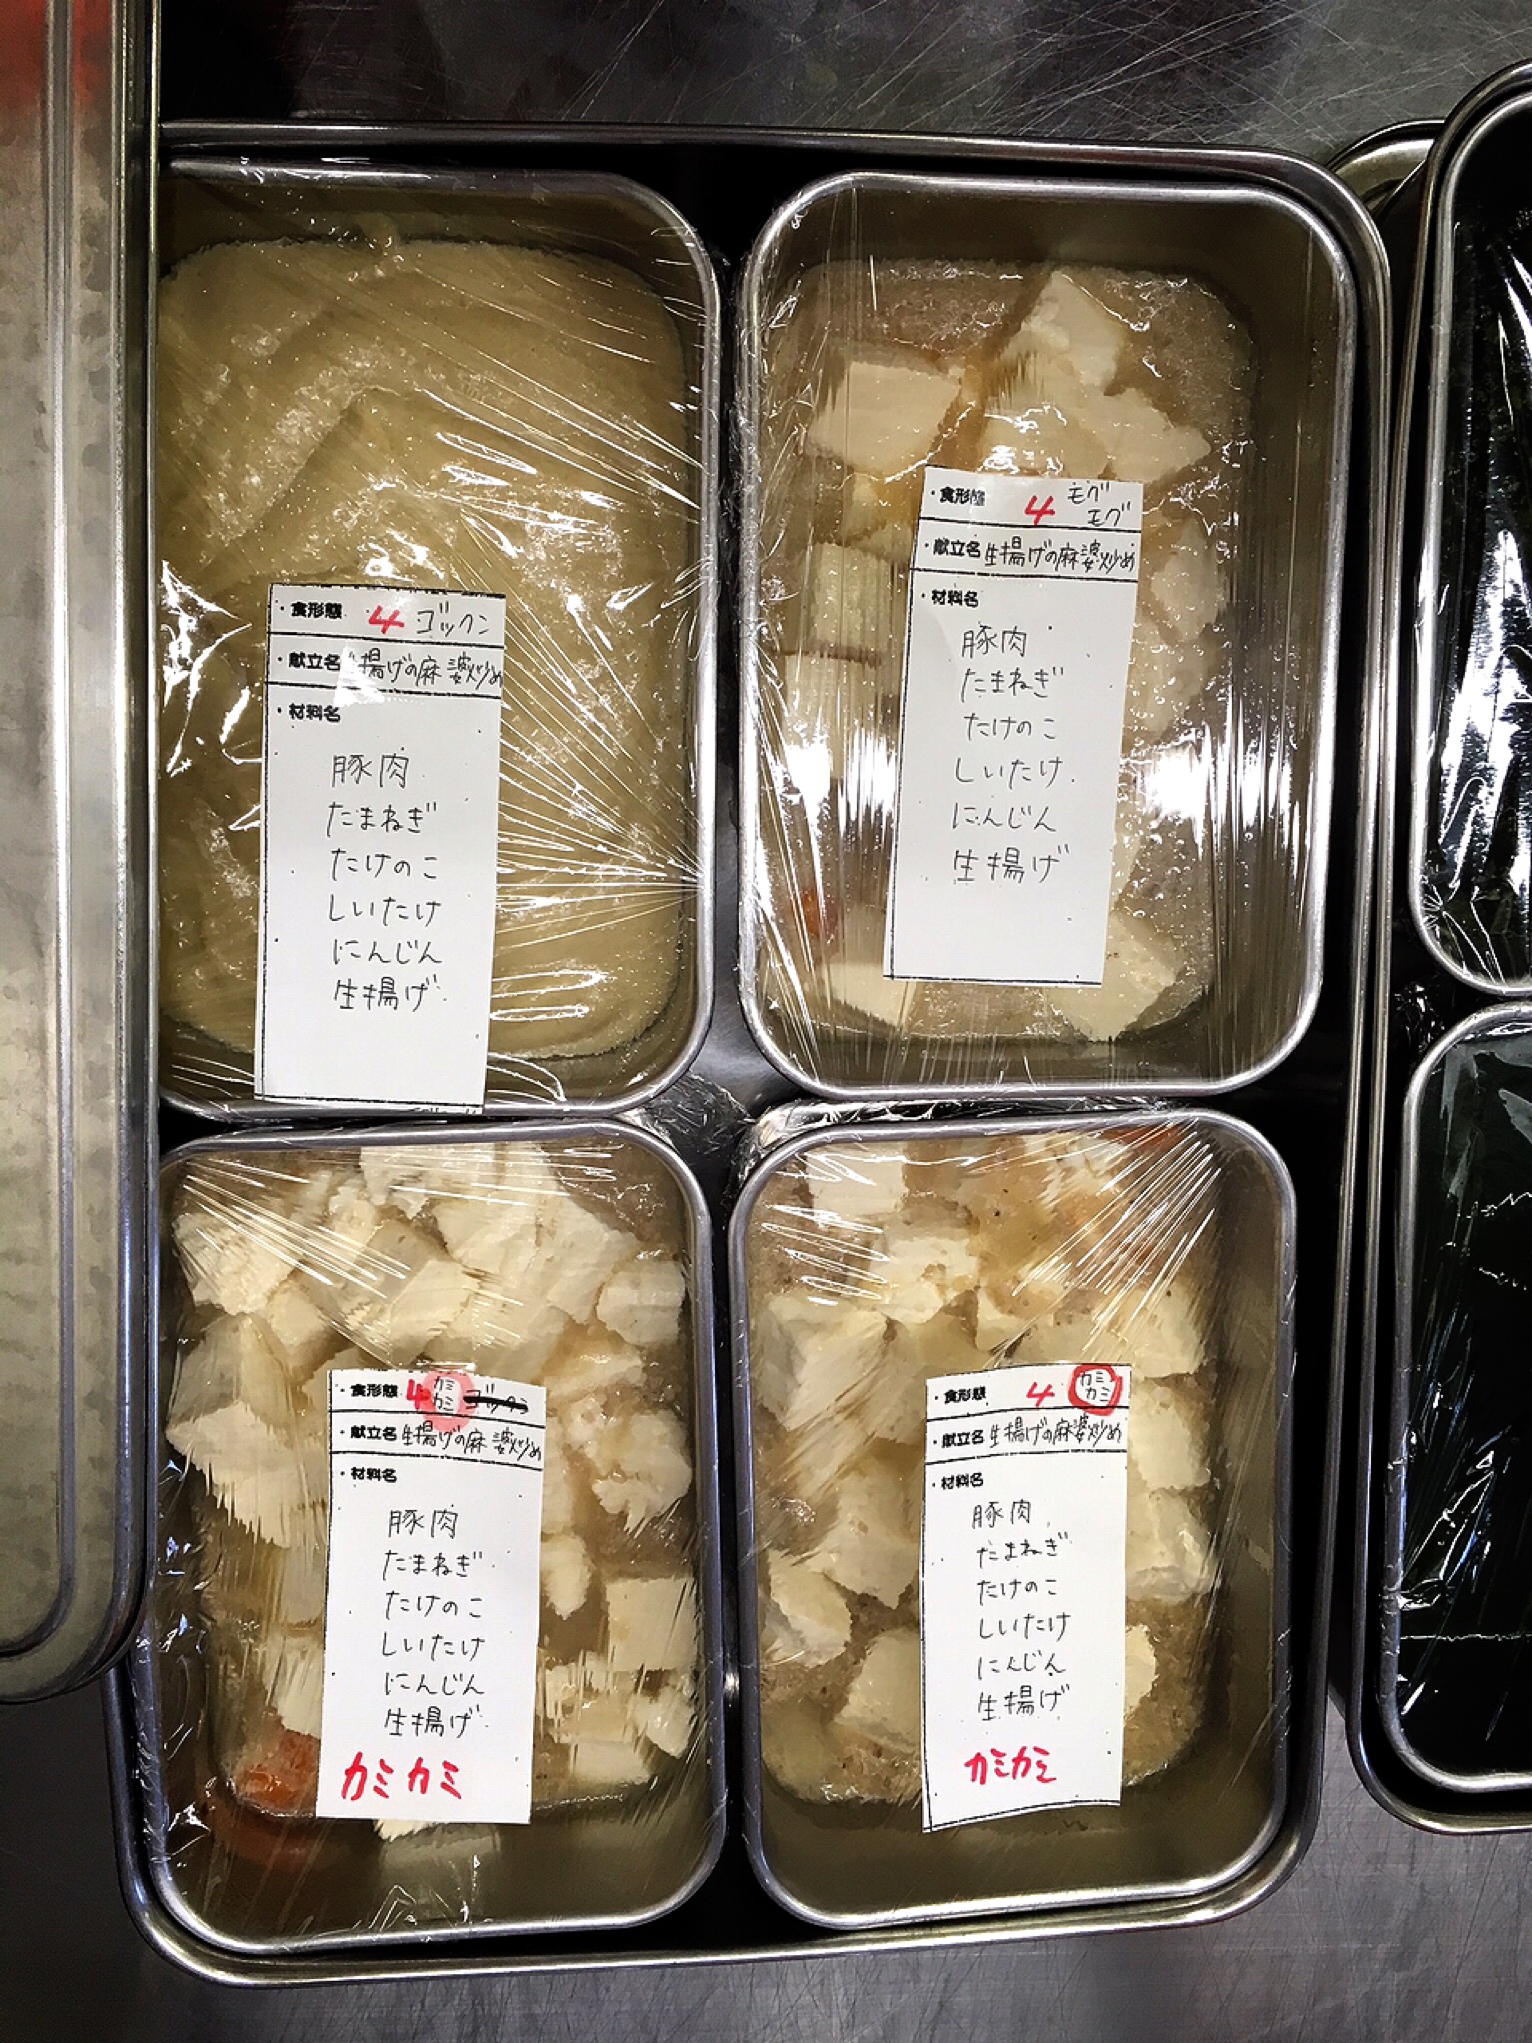 ・食形態 4 ゴックン
・献立名 生揚げの麻婆炒め
・材料名
豚肉
たまねぎ
たけのこ
しいたけ
にんじん
生揚げ
・食形態 4 モグモグ
・献立名 生揚げの麻婆炒め
・材料名
豚肉
たまねぎ
たけのこ
しいたけ
にんじん
生揚げ
・食形態 4 カミカミ ゴックン
・献立名 生揚げの麻婆炒め
・材料名
豚肉
たまねぎ
たけのこ
しいたけ
にんじん
生揚げ
カミカミ
・食形態 4 カミカミ
・献立名 生揚げの麻婆炒め
・材料名
豚肉
たまねぎ
たけのこ
しいたけ
にんじん
生揚げ
カミカミ